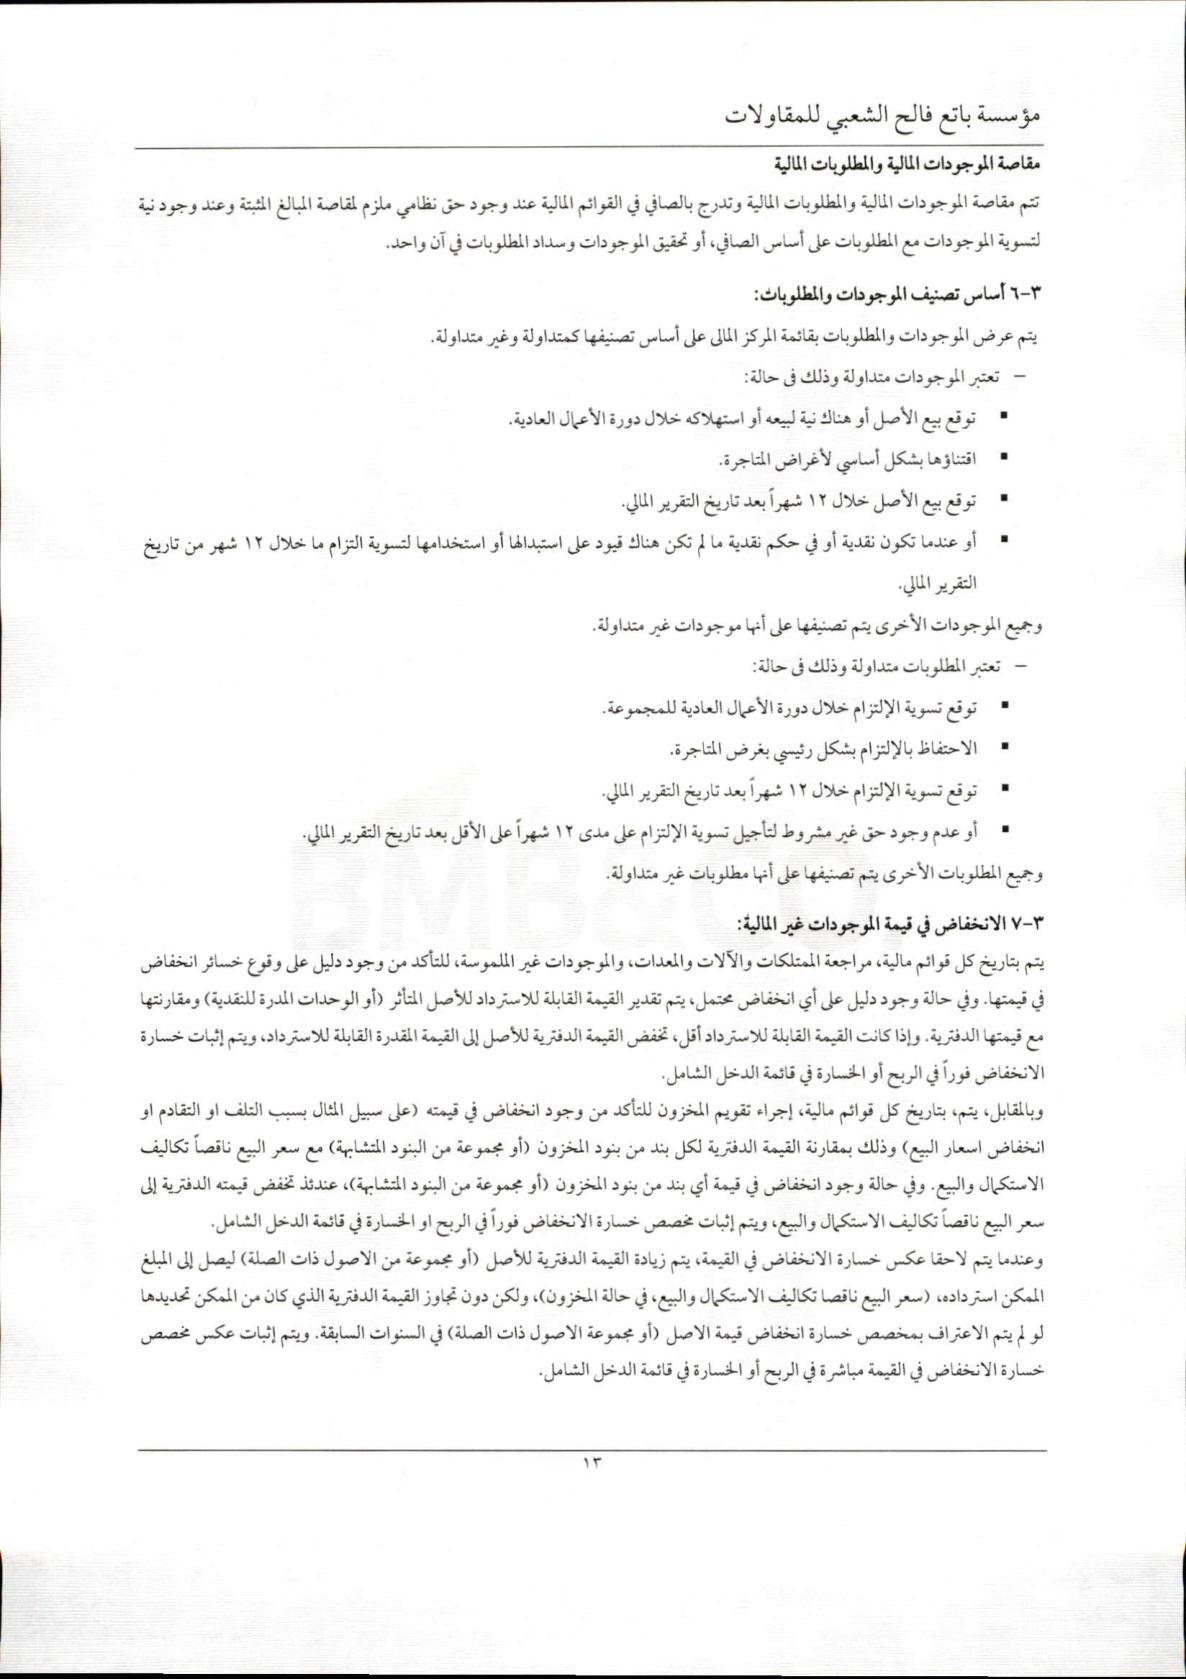 مؤسسة باتع فالح الشعبي للمقاولات
مقاصة الموجودات المالية والمطلوبات المالية
تتم مقاصة الموجودات المالية والمطلوبات المالية وتدرج بالصافي في القوائم المالية عند وجود حق نظامي ملزم لمقاصة المبالغ المثبتة وعند وجود نية
لتسوية الموجودات مع المطلوبات على أساس الصافي، أو تحقيق الموجودات وسداد المطلوبات في آن واحد.
٣-٦ أساس تصنيف الموجودات والمطلوبات:
يتم عرض الموجودات والمطلوبات بقائمة المركز المالى على أساس تصنيفها كمتداولة وغير متداولة.
– تعتبر الموجودات متداولة وذلك فى حالة:
▪ توقع بيع الأصل أو هناك نية لبيعه أو استهلاكه خلال دورة الأعمال العادية.
▪ اقتناؤها بشكل أساسي لأغراض المتاجرة.
▪ توقع بيع الأصل خلال ١٢ شهراً بعد تاريخ التقرير المالي.
▪ أو عندما تكون نقدية أو في حكم نقدية ما لم تكن هناك قيود على استبدالها أو استخدامها لتسوية التزام ما خلال ١٢ شهر من تاريخ
التقرير المالي.
وجميع الموجودات الأخرى يتم تصنيفها على أنها موجودات غير متداولة.
– تعتبر المطلوبات متداولة وذلك فى حالة:
▪ توقع تسوية الإلتزام خلال دورة الأعمال العادية للمجموعة.
▪ الاحتفاظ بالإلتزام بشكل رئيسي بغرض المتاجرة.
▪ توقع تسوية الإلتزام خلال ١٢ شهراً بعد تاريخ التقرير المالي.
▪ أو عدم وجود حق غير مشروط لتأجيل تسوية الإلتزام على مدى ١٢ شهراً على الأقل بعد تاريخ التقرير المالي.
وجميع المطلوبات الأخرى يتم تصنيفها على أنها مطلوبات غير متداولة.
BMB&CO
٣-٧ الانخفاض في قيمة الموجودات غير المالية:
يتم بتاريخ كل قوائم مالية، مراجعة الممتلكات والآلات والمعدات، والموجودات غير الملموسة، للتأكد من وجود دليل على وقوع خسائر انخفاض
في قيمتها. وفي حالة وجود دليل على أي انخفاض محتمل، يتم تقدير القيمة القابلة للاسترداد للأصل المتأثر (أو الوحدات المدرة للنقدية) ومقارنتها
مع قيمتها الدفترية. وإذا كانت القيمة القابلة للاسترداد أقل، تخفض القيمة الدفترية للأصل إلى القيمة المقدرة القابلة للاسترداد، ويتم إثبات خسارة
الانخفاض فوراً في الربح أو الخسارة في قائمة الدخل الشامل.
وبالمقابل، يتم، بتاريخ كل قوائم مالية، إجراء تقويم المخزون للتأكد من وجود انخفاض في قيمته (على سبيل المثال بسبب التلف او التقادم او
انخفاض اسعار البيع) وذلك بمقارنة القيمة الدفترية لكل بند من بنود المخزون (أو مجموعة من البنود المتشابهة) مع سعر البيع ناقصاً تكاليف
الاستكمال والبيع. وفي حالة وجود انخفاض في قيمة أي بند من بنود المخزون (أو مجموعة من البنود المتشابهة)، عندئذ تخفض قيمته الدفترية إلى
سعر البيع ناقصاً تكاليف الاستكمال والبيع، ويتم إثبات مخصص خسارة الانخفاض فوراً في الربح او الخسارة في قائمة الدخل الشامل.
وعندما يتم لاحقا عكس خسارة الانخفاض في القيمة، يتم زيادة القيمة الدفترية للأصل (أو مجموعة من الاصول ذات الصلة) ليصل إلى المبلغ
الممكن استرداده، (سعر البيع ناقصا تكاليف الاستكمال والبيع، في حالة المخزون)، ولكن دون تجاوز القيمة الدفترية الذي كان من الممكن تحديدها
لو لم يتم الاعتراف بمخصص خسارة انخفاض قيمة الاصل (أو مجموعة الاصول ذات الصلة) في السنوات السابقة. ويتم إثبات عكس مخصص
خسارة الانخفاض في القيمة مباشرة في الربح أو الخسارة في قائمة الدخل الشامل.
١٣